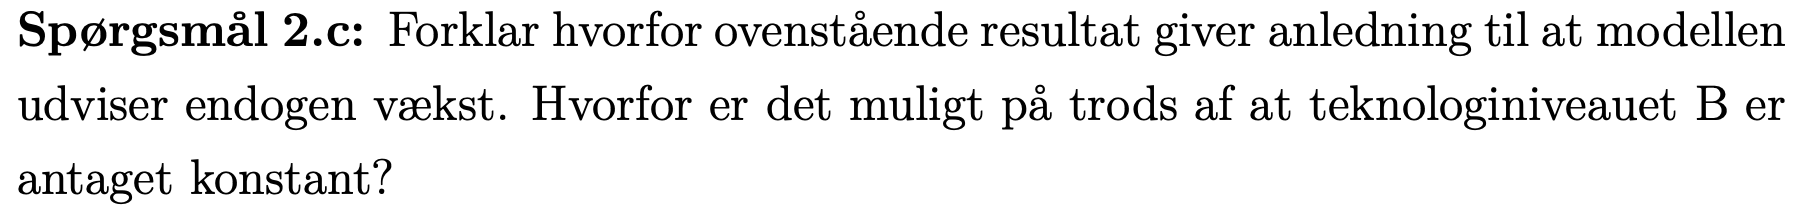 Spørgsmål 2.c: Forklar hvorfor ovenstående resultat giver anledning til at modellen
udviser endogen vækst. Hvorfor er det muligt på trods af at teknologiniveauet B er
antaget konstant?